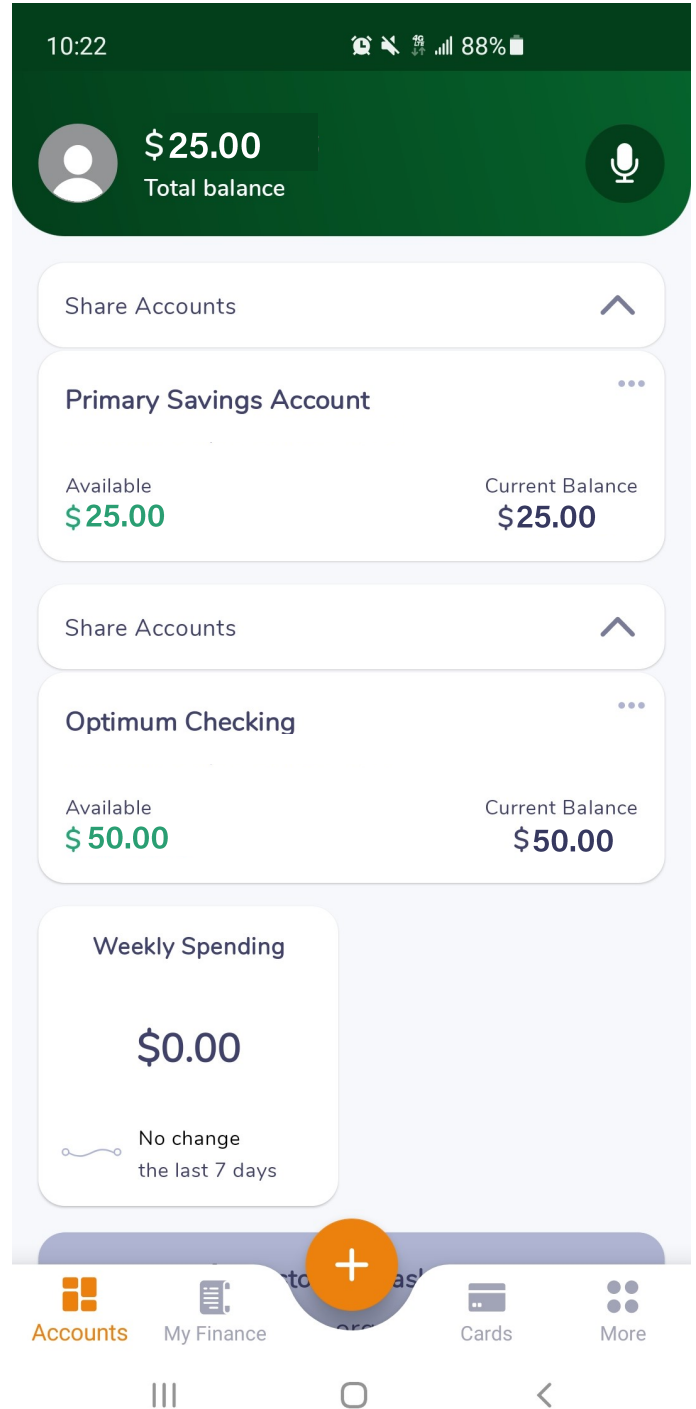 10:22 4G 88%
$25.00
Total balance
Share Accounts
Primary Savings Account
Available Current Balance
$25.00 $25.00
Share Accounts
Optimum Checking
Available Current Balance
$50.00 $50.00
Weekly Spending
$0.00
No change
the last 7 days
Accounts My Finance Cards More